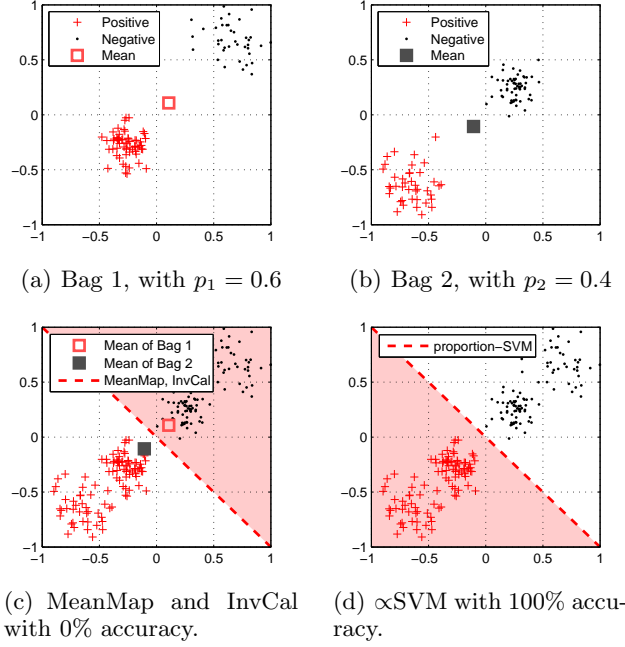 Positive
Negative
Mean
1
0.5
0
−0.5
−1
−1 −0.5 0 0.5 1
(a) Bag 1, with p₁ = 0.6
Positive
Negative
Mean
1
0.5
0
−0.5
−1
−1 −0.5 0 0.5 1
(b) Bag 2, with p₂ = 0.4
Mean of Bag 1
Mean of Bag 2
MeanMap, InvCal
1
0.5
0
−0.5
−1
−1 −0.5 0 0.5 1
(c) MeanMap and InvCal
with 0% accuracy.
proportion−SVM
1
0.5
0
−0.5
−1
−1 −0.5 0 0.5 1
(d) ∝SVM with 100% accu-
racy.